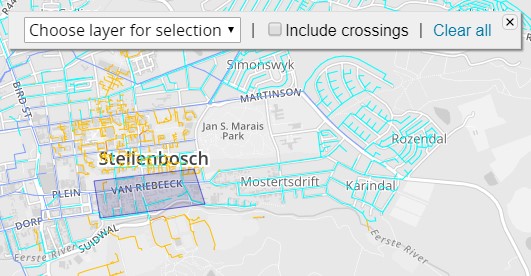 R44
Choose layer for selection ▾ | Include crossings | Clear all ×
Simonswyk
BIRD ST
MARTINSON
Jan S. Marais
Park
Rozendal
Stellenbosch
PLEIN
VAN RIEBEECK
Mostertsdrift
Karindal
DORP
SUIDWAL
Eerste River
Eerste River